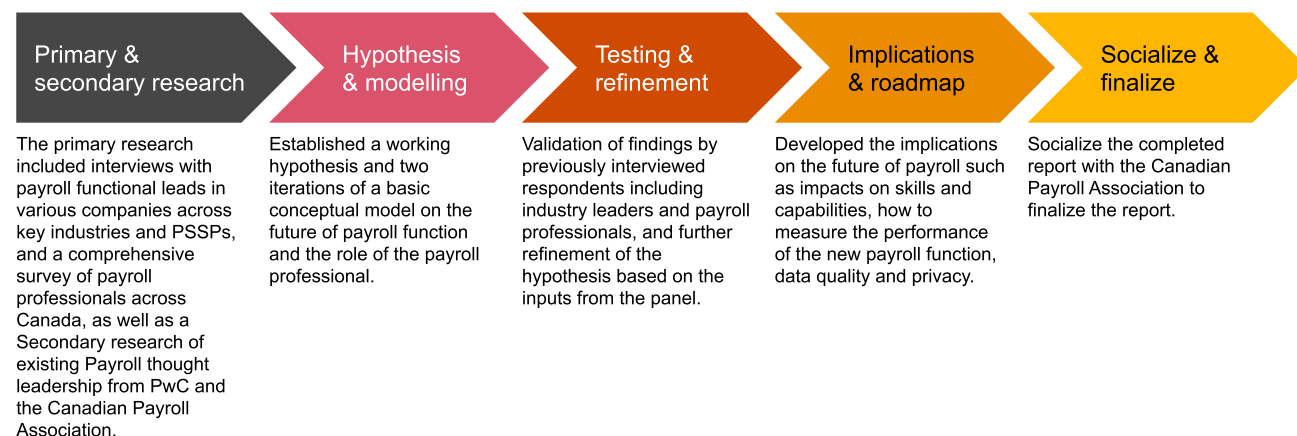 Primary &
secondary research
The primary research
included interviews with
payroll functional leads in
various companies across
key industries and PSSPs,
and a comprehensive
survey of payroll
professionals across
Canada, as well as a
Secondary research of
existing Payroll thought
leadership from PwC and
the Canadian Payroll
Association.
Hypothesis
& modelling
Established a working
hypothesis and two
iterations of a basic
conceptual model on the
future of payroll function
and the role of the payroll
professional.
Testing &
refinement
Validation of findings by
previously interviewed
respondents including
industry leaders and payroll
professionals, and further
refinement of the
hypothesis based on the
inputs from the panel.
Implications
& roadmap
Developed the implications
on the future of payroll such
as impacts on skills and
capabilities, how to
measure the performance
of the new payroll function,
data quality and privacy.
Socialize &
finalize
Socialize the completed
report with the Canadian
Payroll Association to
finalize the report.